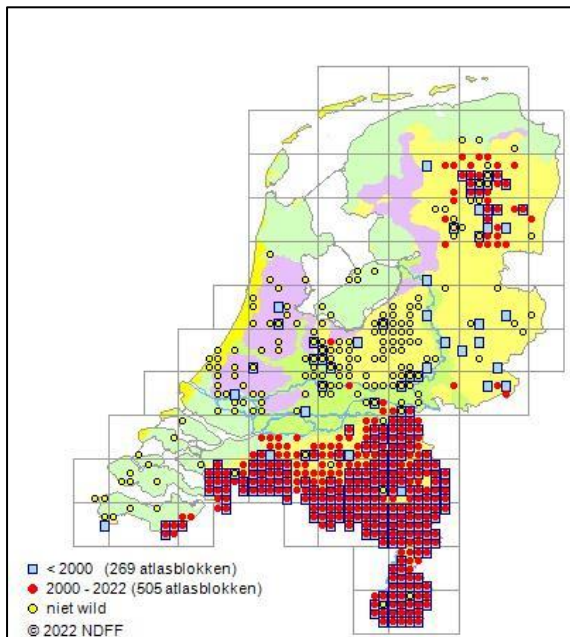 < 2000 (269 atlasblokken)
2000 - 2022 (505 atlasblokken)
niet wild
© 2022 NDFF